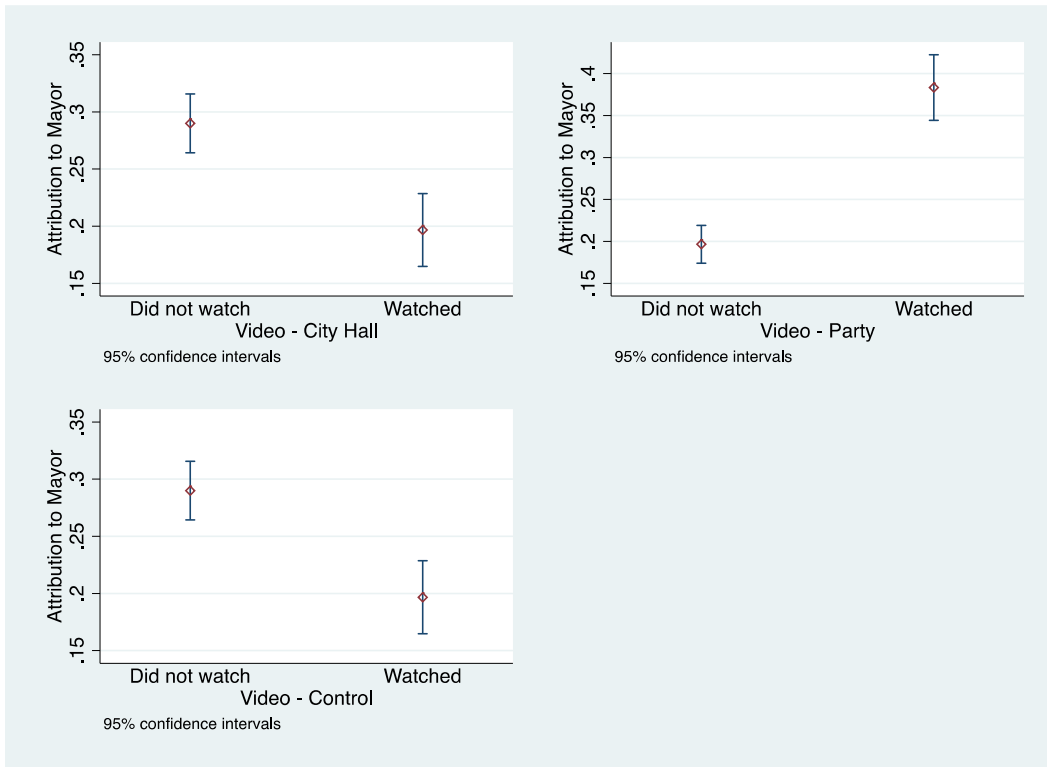 Attribution to Mayor
.35
.3
.25
.2
.15
Did not watch Watched
Video - City Hall
95% confidence intervals
Attribution to Mayor
.4
.35
.3
.25
.2
.15
Did not watch Watched
Video - Party
95% confidence intervals
Attribution to Mayor
.35
.3
.25
.2
.15
Did not watch Watched
Video - Control
95% confidence intervals